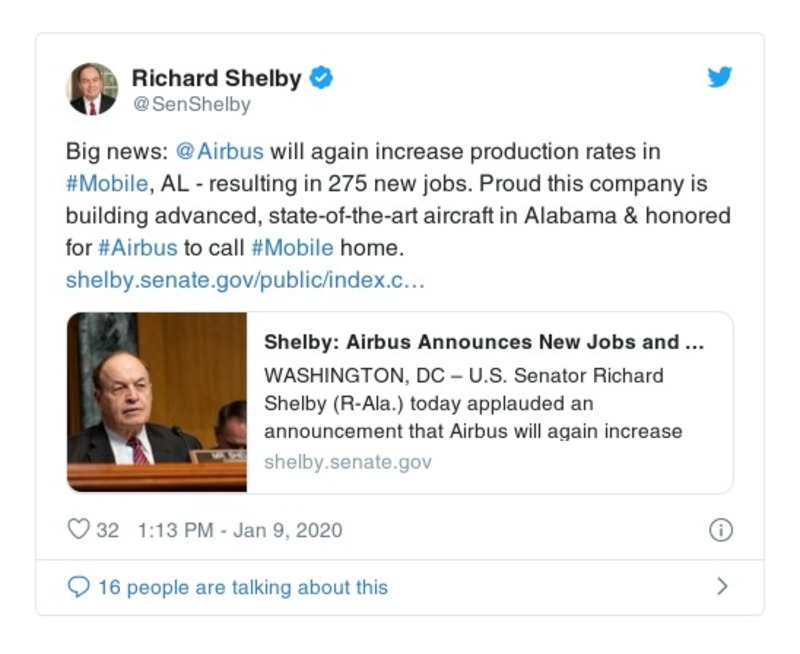 Richard Shelby
@SenShelby
Big news: @Airbus will again increase production rates in
#Mobile, AL - resulting in 275 new jobs. Proud this company is
building advanced, state-of-the-art aircraft in Alabama & honored
for #Airbus to call #Mobile home.
shelby.senate.gov/public/index.c…
Shelby: Airbus Announces New Jobs and ...
WASHINGTON, DC – U.S. Senator Richard
Shelby (R-Ala.) today applauded an
announcement that Airbus will again increase
shelby.senate.gov
32 1:13 PM - Jan 9, 2020
16 people are talking about this